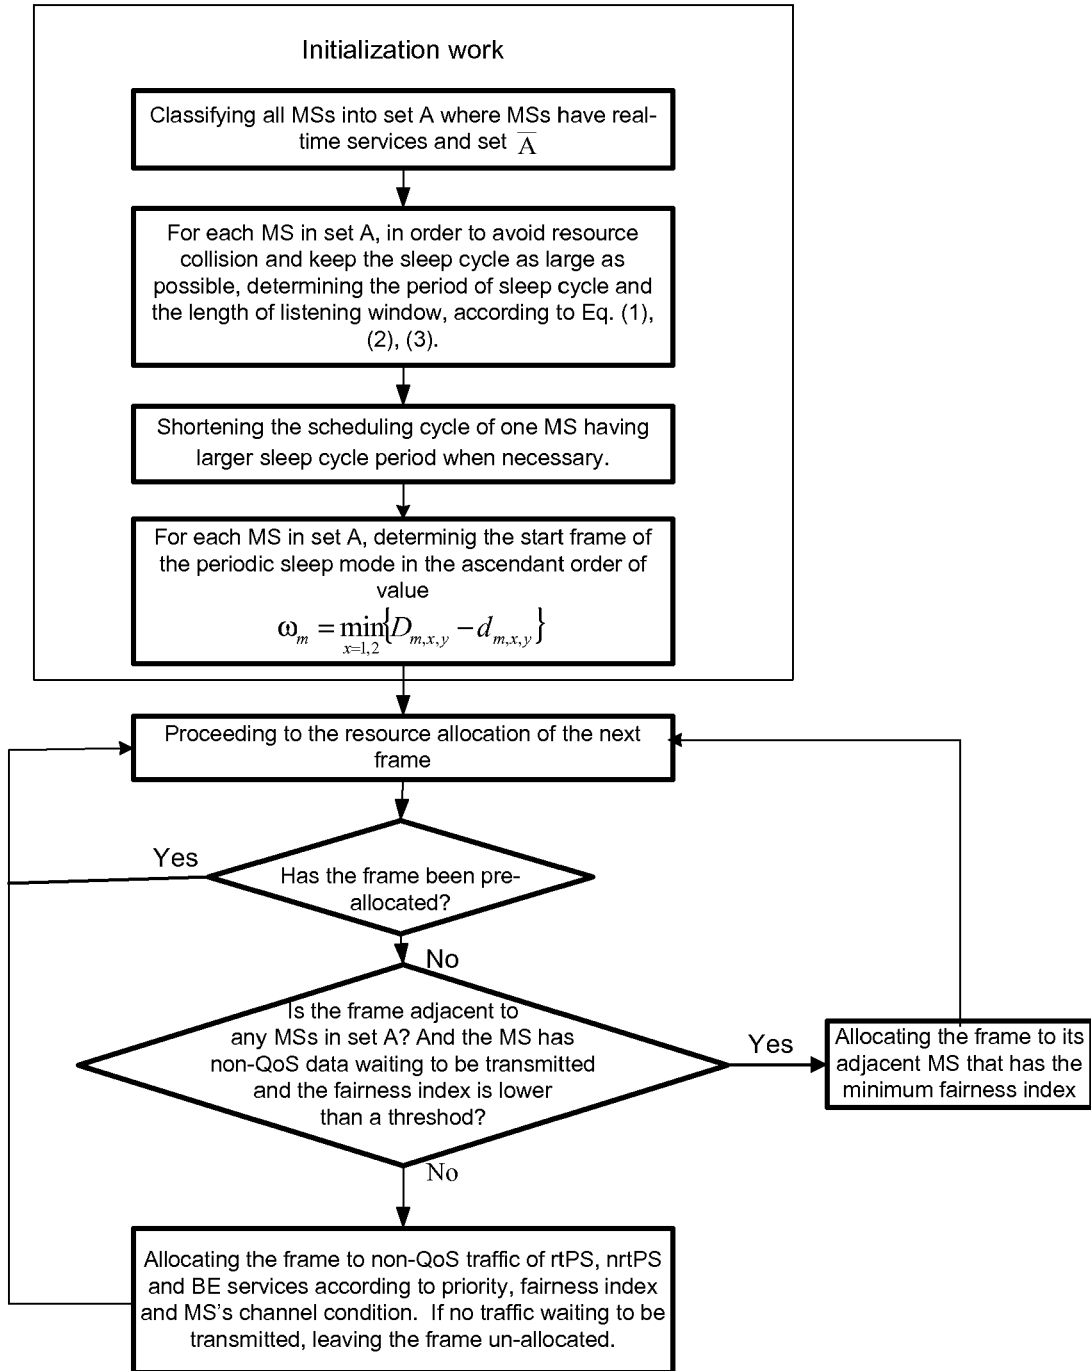 Initialization work
Classifying all MSs into set A where MSs have real-
time services and set A̅
For each MS in set A, in order to avoid resource
collision and keep the sleep cycle as large as
possible, determining the period of sleep cycle and
the length of listening window, according to Eq. (1),
(2), (3).
Shortening the scheduling cycle of one MS having
larger sleep cycle period when necessary.
For each MS in set A, determinig the start frame of
the periodic sleep mode in the ascendant order of
value
ω_m = min_{x=1,2}{D_{m,x,y} − d_{m,x,y}}
Proceeding to the resource allocation of the next
frame
Yes
Has the frame been pre-
allocated?
No
Is the frame adjacent to
any MSs in set A? And the MS has
non-QoS data waiting to be transmitted
and the fairness index is lower
than a threshod?
Yes
Allocating the frame to its
adjacent MS that has the
minimum fairness index
No
Allocating the frame to non-QoS traffic of rtPS, nrtPS
and BE services according to priority, fairness index
and MS's channel condition. If no traffic waiting to be
transmitted, leaving the frame un-allocated.